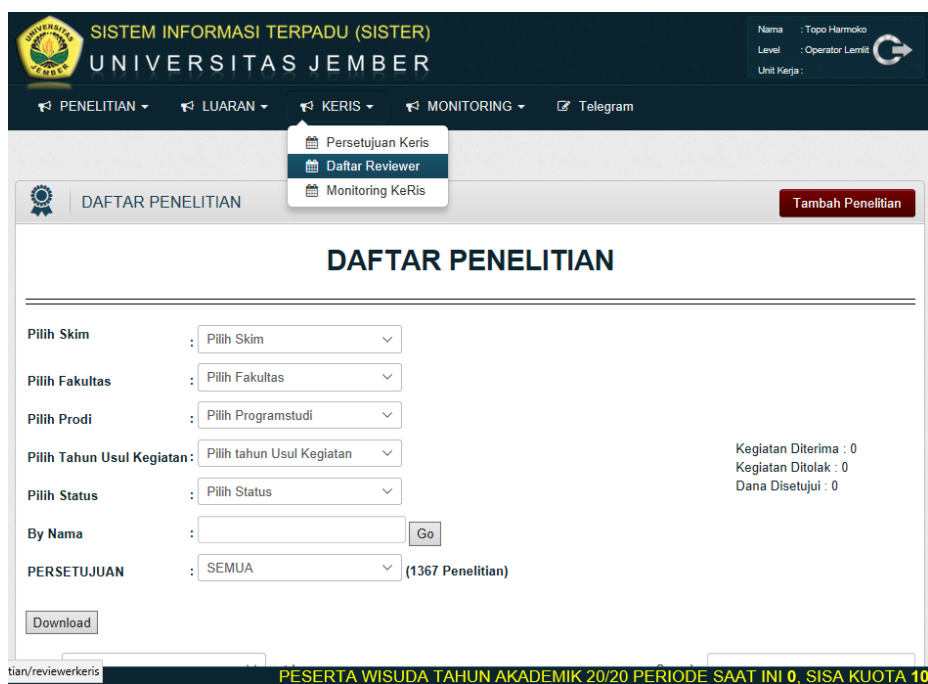 UNIVERSITAS
JEMBER
SISTEM INFORMASI TERPADU (SISTER)
UNIVERSITAS JEMBER
Nama : Topo Harmoko
Level : Operator Lemlit
Unit Kerja :
PENELITIAN LUARAN KERIS MONITORING Telegram
Persetujuan Keris
Daftar Reviewer
Monitoring KeRis
DAFTAR PENELITIAN
Tambah Penelitian
DAFTAR PENELITIAN
Pilih Skim : Pilih Skim
Pilih Fakultas : Pilih Fakultas
Pilih Prodi : Pilih Programstudi
Pilih Tahun Usul Kegiatan : Pilih tahun Usul Kegiatan
Kegiatan Diterima : 0
Kegiatan Ditolak : 0
Dana Disetujui : 0
Pilih Status : Pilih Status
By Nama : Go
PERSETUJUAN : SEMUA (1367 Penelitian)
Download
tian/reviewerkeris
PESERTA WISUDA TAHUN AKADEMIK 20/20 PERIODE SAAT INI 0, SISA KUOTA 10